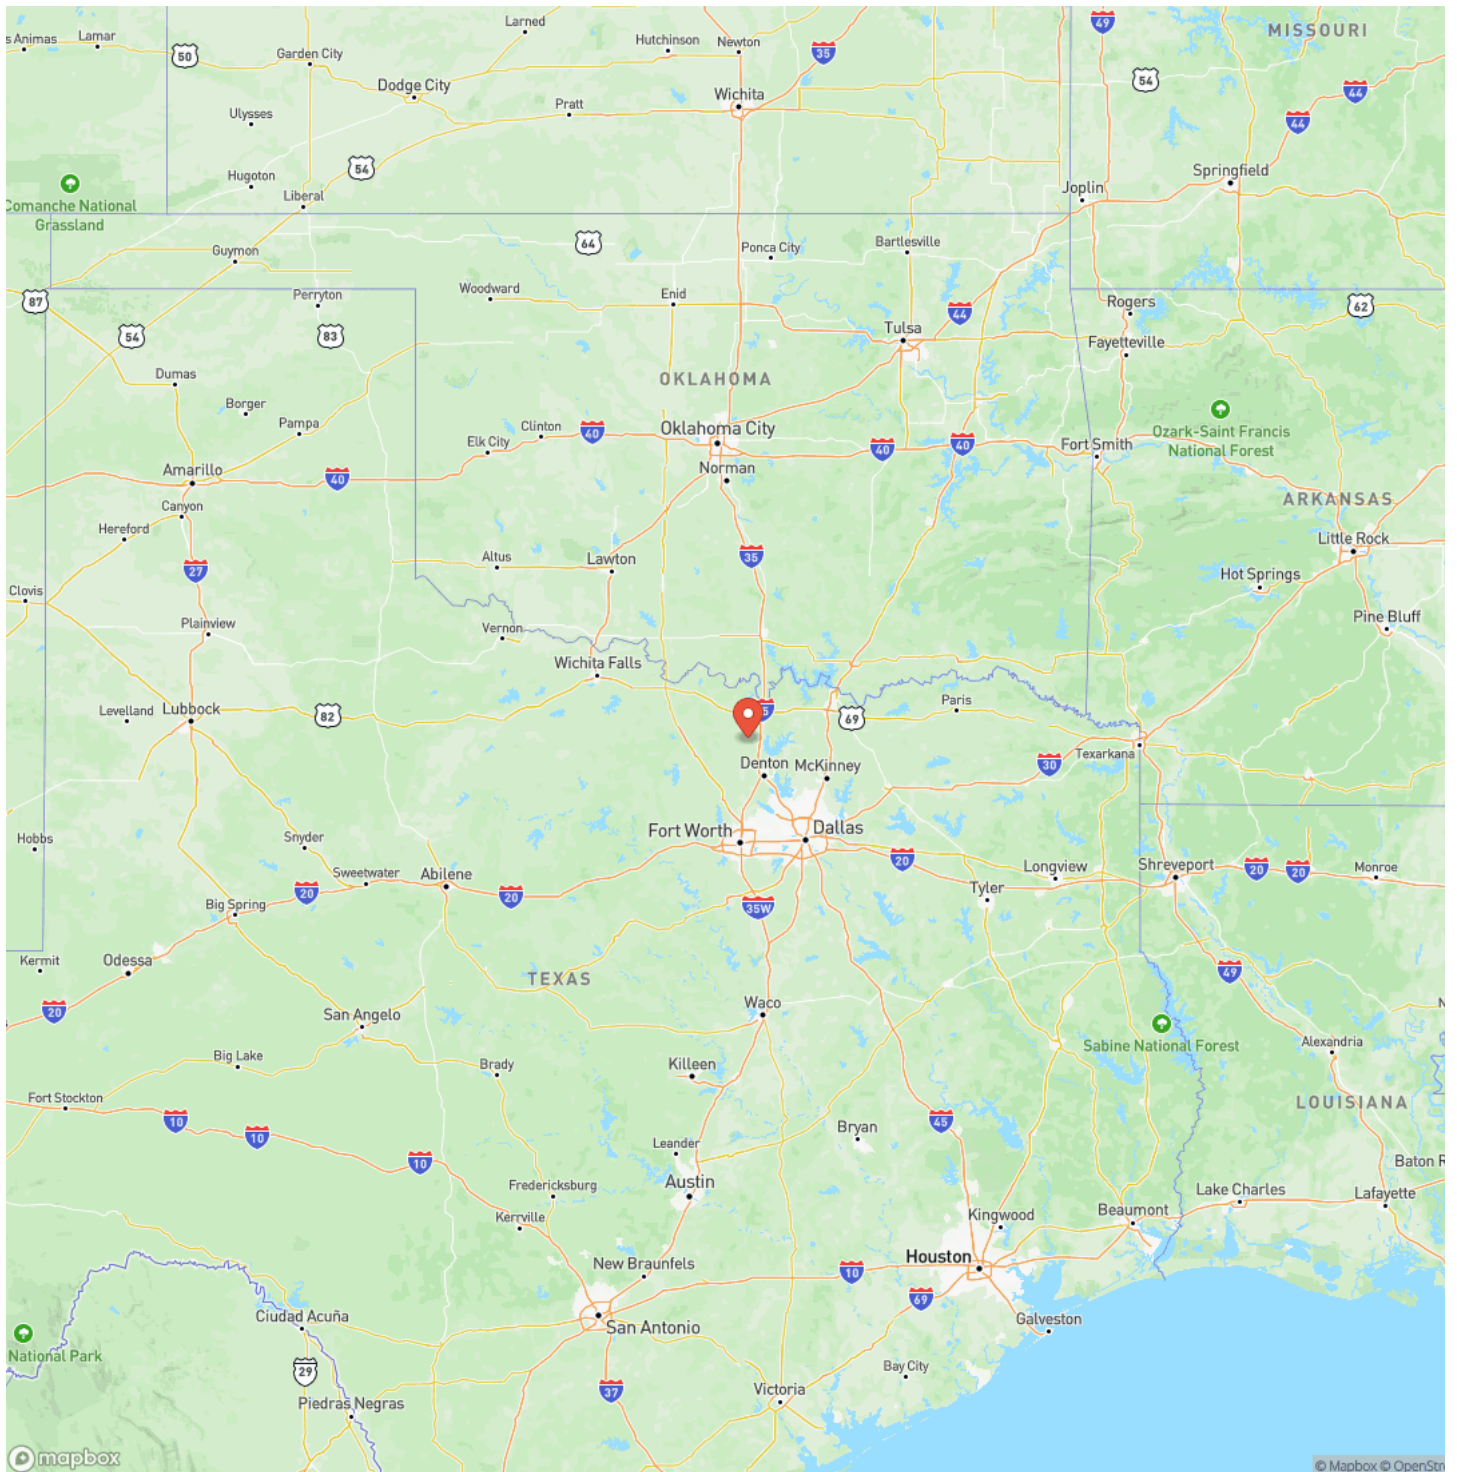 Larned
49
MISSOURI
s Animas
Lamar
Hutchinson
Newton
35
50
Garden City
54
Dodge City
44
Wichita
Pratt
Ulysses
44
54
Springfield
Hugoton
Joplin
Liberal
Comanche National
Grassland
64
Ponca City
Bartlesville
Guymon
Woodward
Enid
Perryton
87
Rogers
62
44
54
83
Tulsa
Fayetteville
Dumas
OKLAHOMA
Borger
Pampa
Clinton
40
Oklahoma City
Ozark-Saint Francis
National Forest
Elk City
40
40
Fort Smith
Amarillo
Norman
40
ARKANSAS
Canyon
Hereford
Little Rock
Altus
Lawton
35
27
Hot Springs
Clovis
Plainview
Vernon
Pine Bluff
Wichita Falls
Levelland
Lubbock
82
5
69
Paris
Texarkana
Denton
McKinney
30
Hobbs
Snyder
Fort Worth
Dallas
Sweetwater
Abilene
20
Longview
Shreveport
20
20
Monroe
20
20
Tyler
Big Spring
35W
Kermit
Odessa
TEXAS
49
20
Waco
San Angelo
Sabine National Forest
N
Big Lake
Brady
Killeen
Alexandria
Fort Stockton
LOUISIANA
10
10
10
45
Bryan
Leander
Baton R
Fredericksburg
Austin
Lake Charles
Lafayette
Kerrville
Kingwood
Beaumont
New Braunfels
Houston
10
69
Ciudad Acuña
San Antonio
Galveston
National Park
29
Bay City
37
Victoria
Piedras Negras
mapbox
© Mapbox © OpenStr